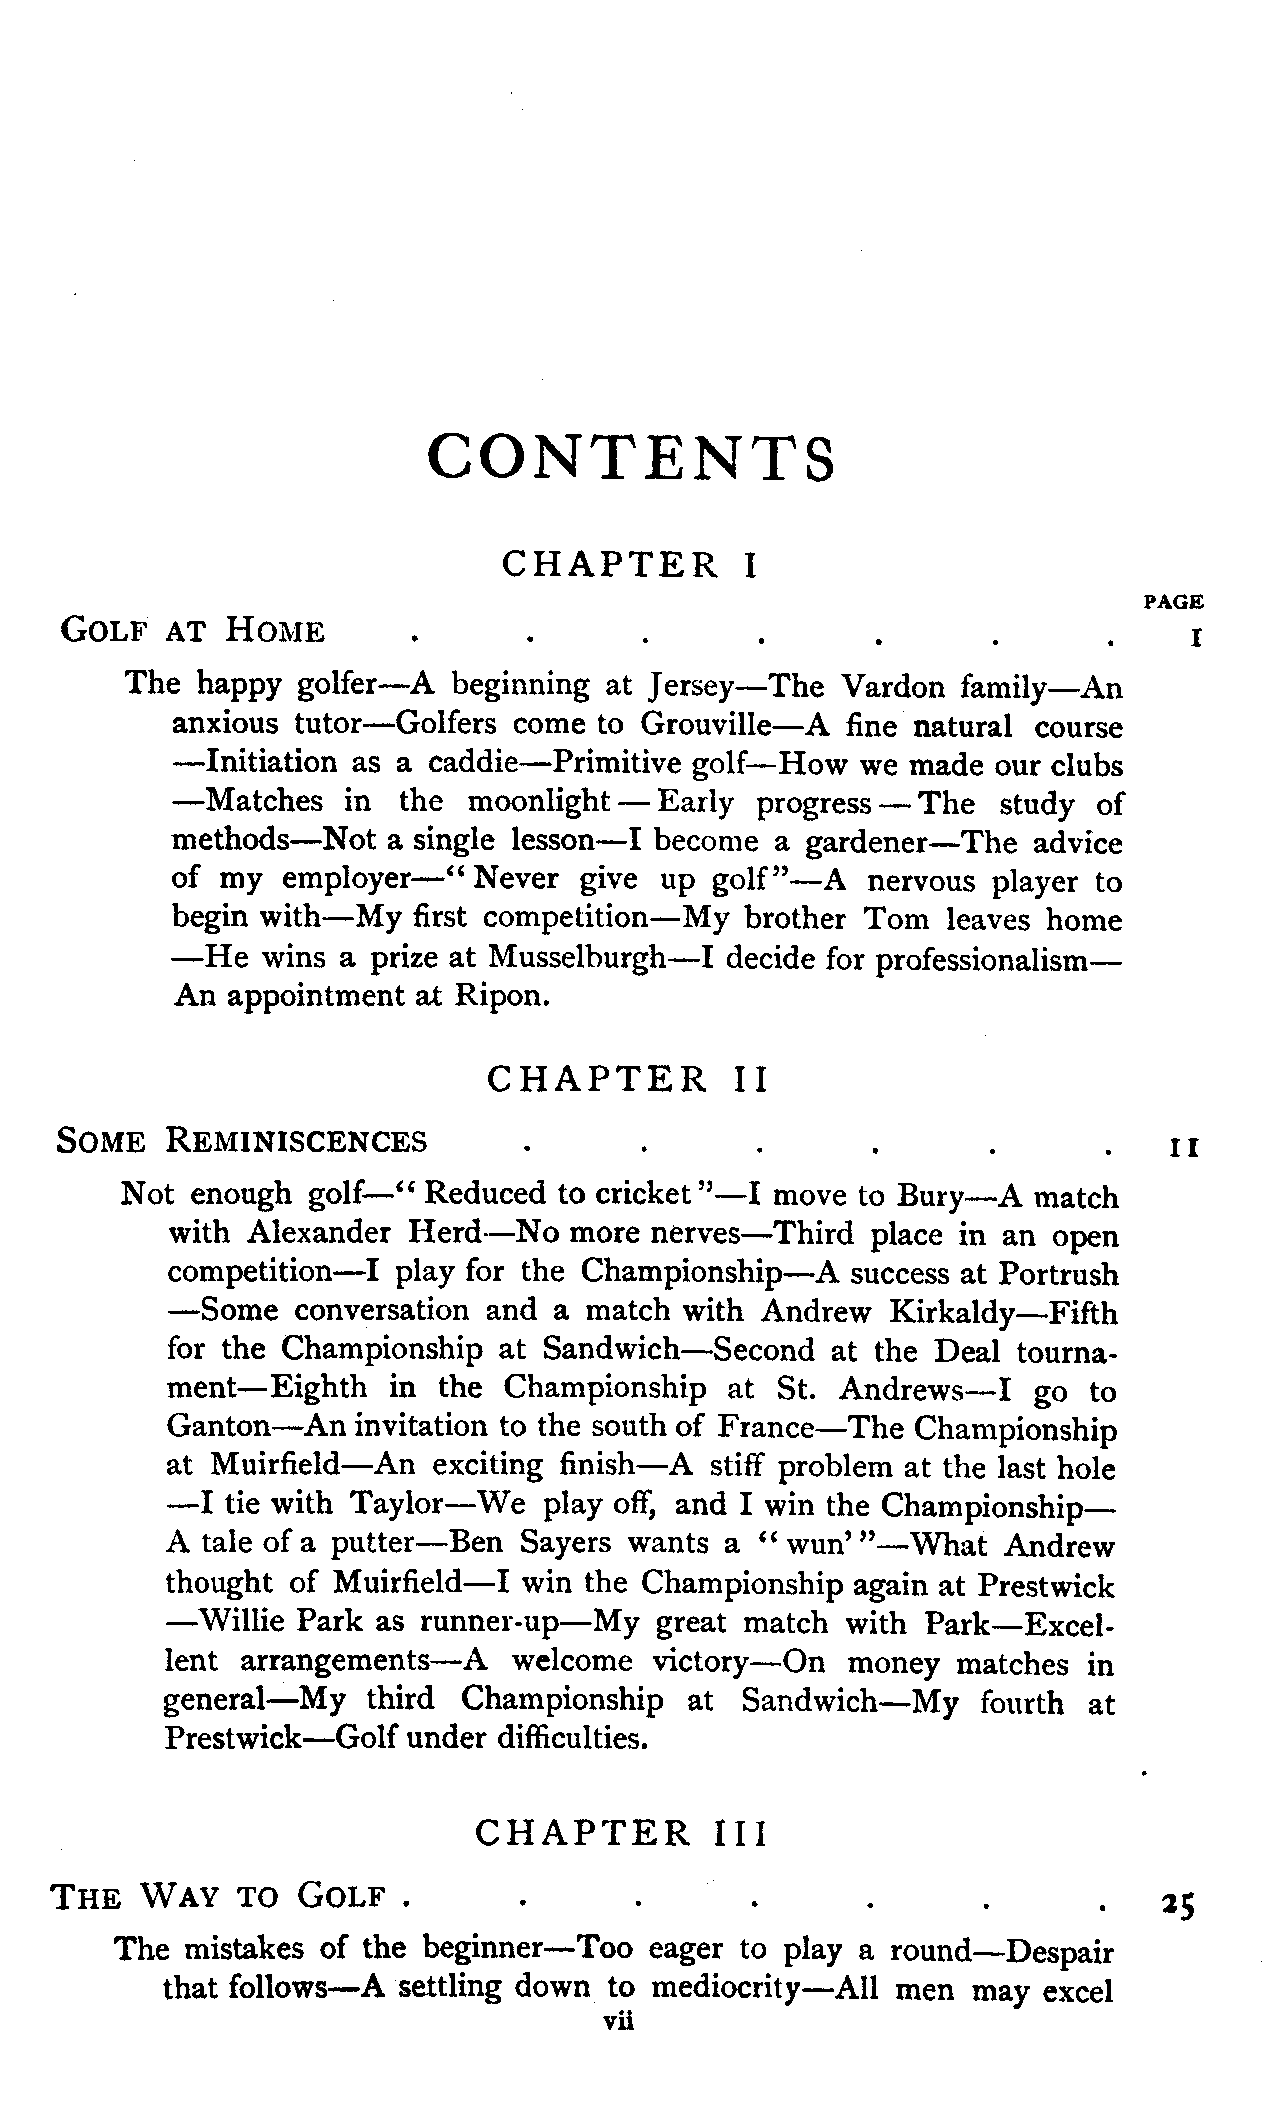 CONTENTS
CHAPTER I
PAGE
GOLF AT HOME . . . . . . . 1
The happy golfer—A beginning at Jersey—The Vardon family—An
anxious tutor—Golfers come to Grouville—A fine natural course
—Initiation as a caddie—Primitive golf—How we made our clubs
—Matches in the moonlight — Early progress — The study of
methods—Not a single lesson—I become a gardener—The advice
of my employer—“ Never give up golf ”—A nervous player to
begin with—My first competition—My brother Tom leaves home
—He wins a prize at Musselburgh—I decide for professionalism—
An appointment at Ripon.
CHAPTER II
SOME REMINISCENCES . . . . . . 11
Not enough golf—“ Reduced to cricket ”—I move to Bury—A match
with Alexander Herd—No more nerves—Third place in an open
competition—I play for the Championship—A success at Portrush
—Some conversation and a match with Andrew Kirkaldy—Fifth
for the Championship at Sandwich—Second at the Deal tourna-
ment—Eighth in the Championship at St. Andrews—I go to
Ganton—An invitation to the south of France—The Championship
at Muirfield—An exciting finish—A stiff problem at the last hole
—I tie with Taylor—We play off, and I win the Championship—
A tale of a putter—Ben Sayers wants a “ wun’ ”—What Andrew
thought of Muirfield—I win the Championship again at Prestwick
—Willie Park as runner-up—My great match with Park—Excel-
lent arrangements—A welcome victory—On money matches in
general—My third Championship at Sandwich—My fourth at
Prestwick—Golf under difficulties.
CHAPTER III
THE WAY TO GOLF . . . . . . . 25
The mistakes of the beginner—Too eager to play a round—Despair
that follows—A settling down to mediocrity—All men may excel
vii